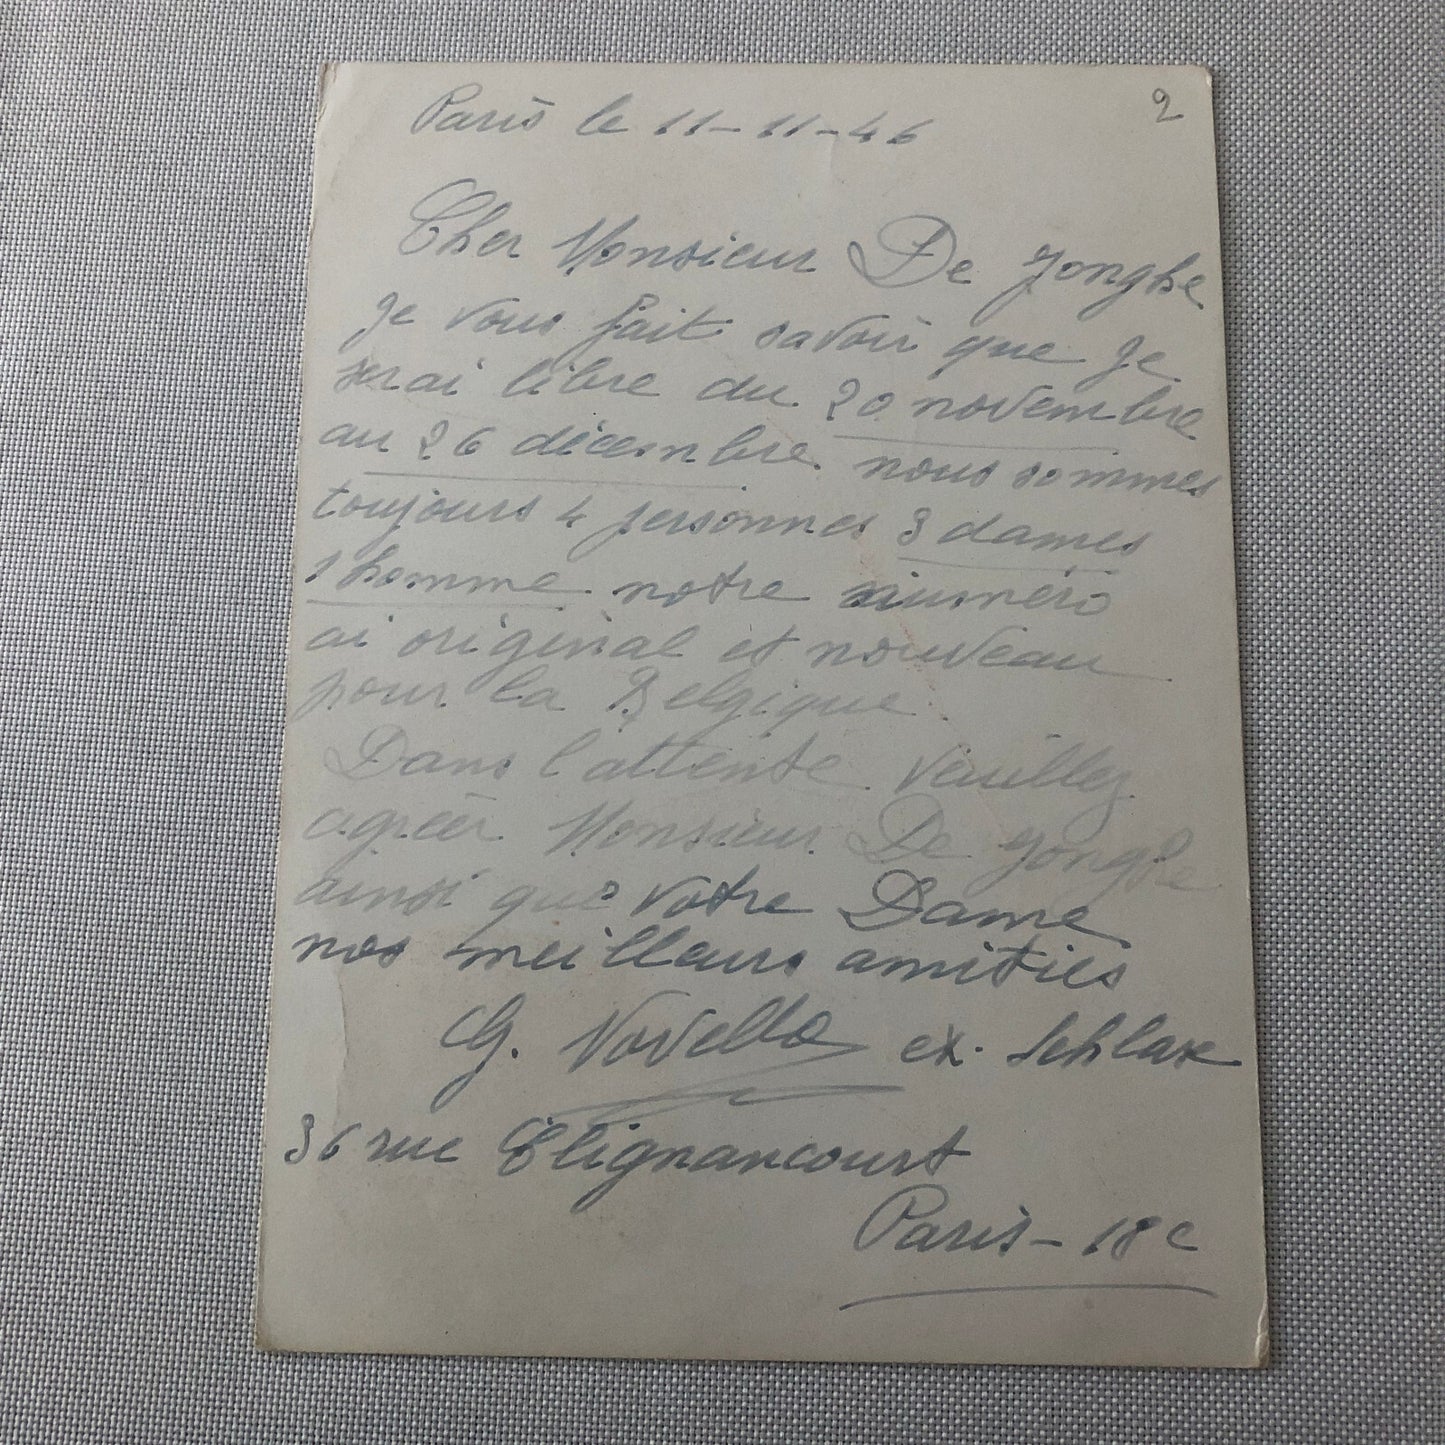 2
Paris le 11-11-46
Cher Monsieur De Jonghe
Je vous fait savoir que Je
serai libre du 20 novembre
au 26 décembre nous sommes
toujours 4 personnes 3 dames
1 homme notre numéro
ai original et nouveau
pour la Belgique.
Dans l'attente veuillez
agréer Monsieur De Jonghe
ainsi que votre Dame
nos meilleurs amitiés
Novello ex. Schlax
36 rue Clignancourt
Paris - 18e